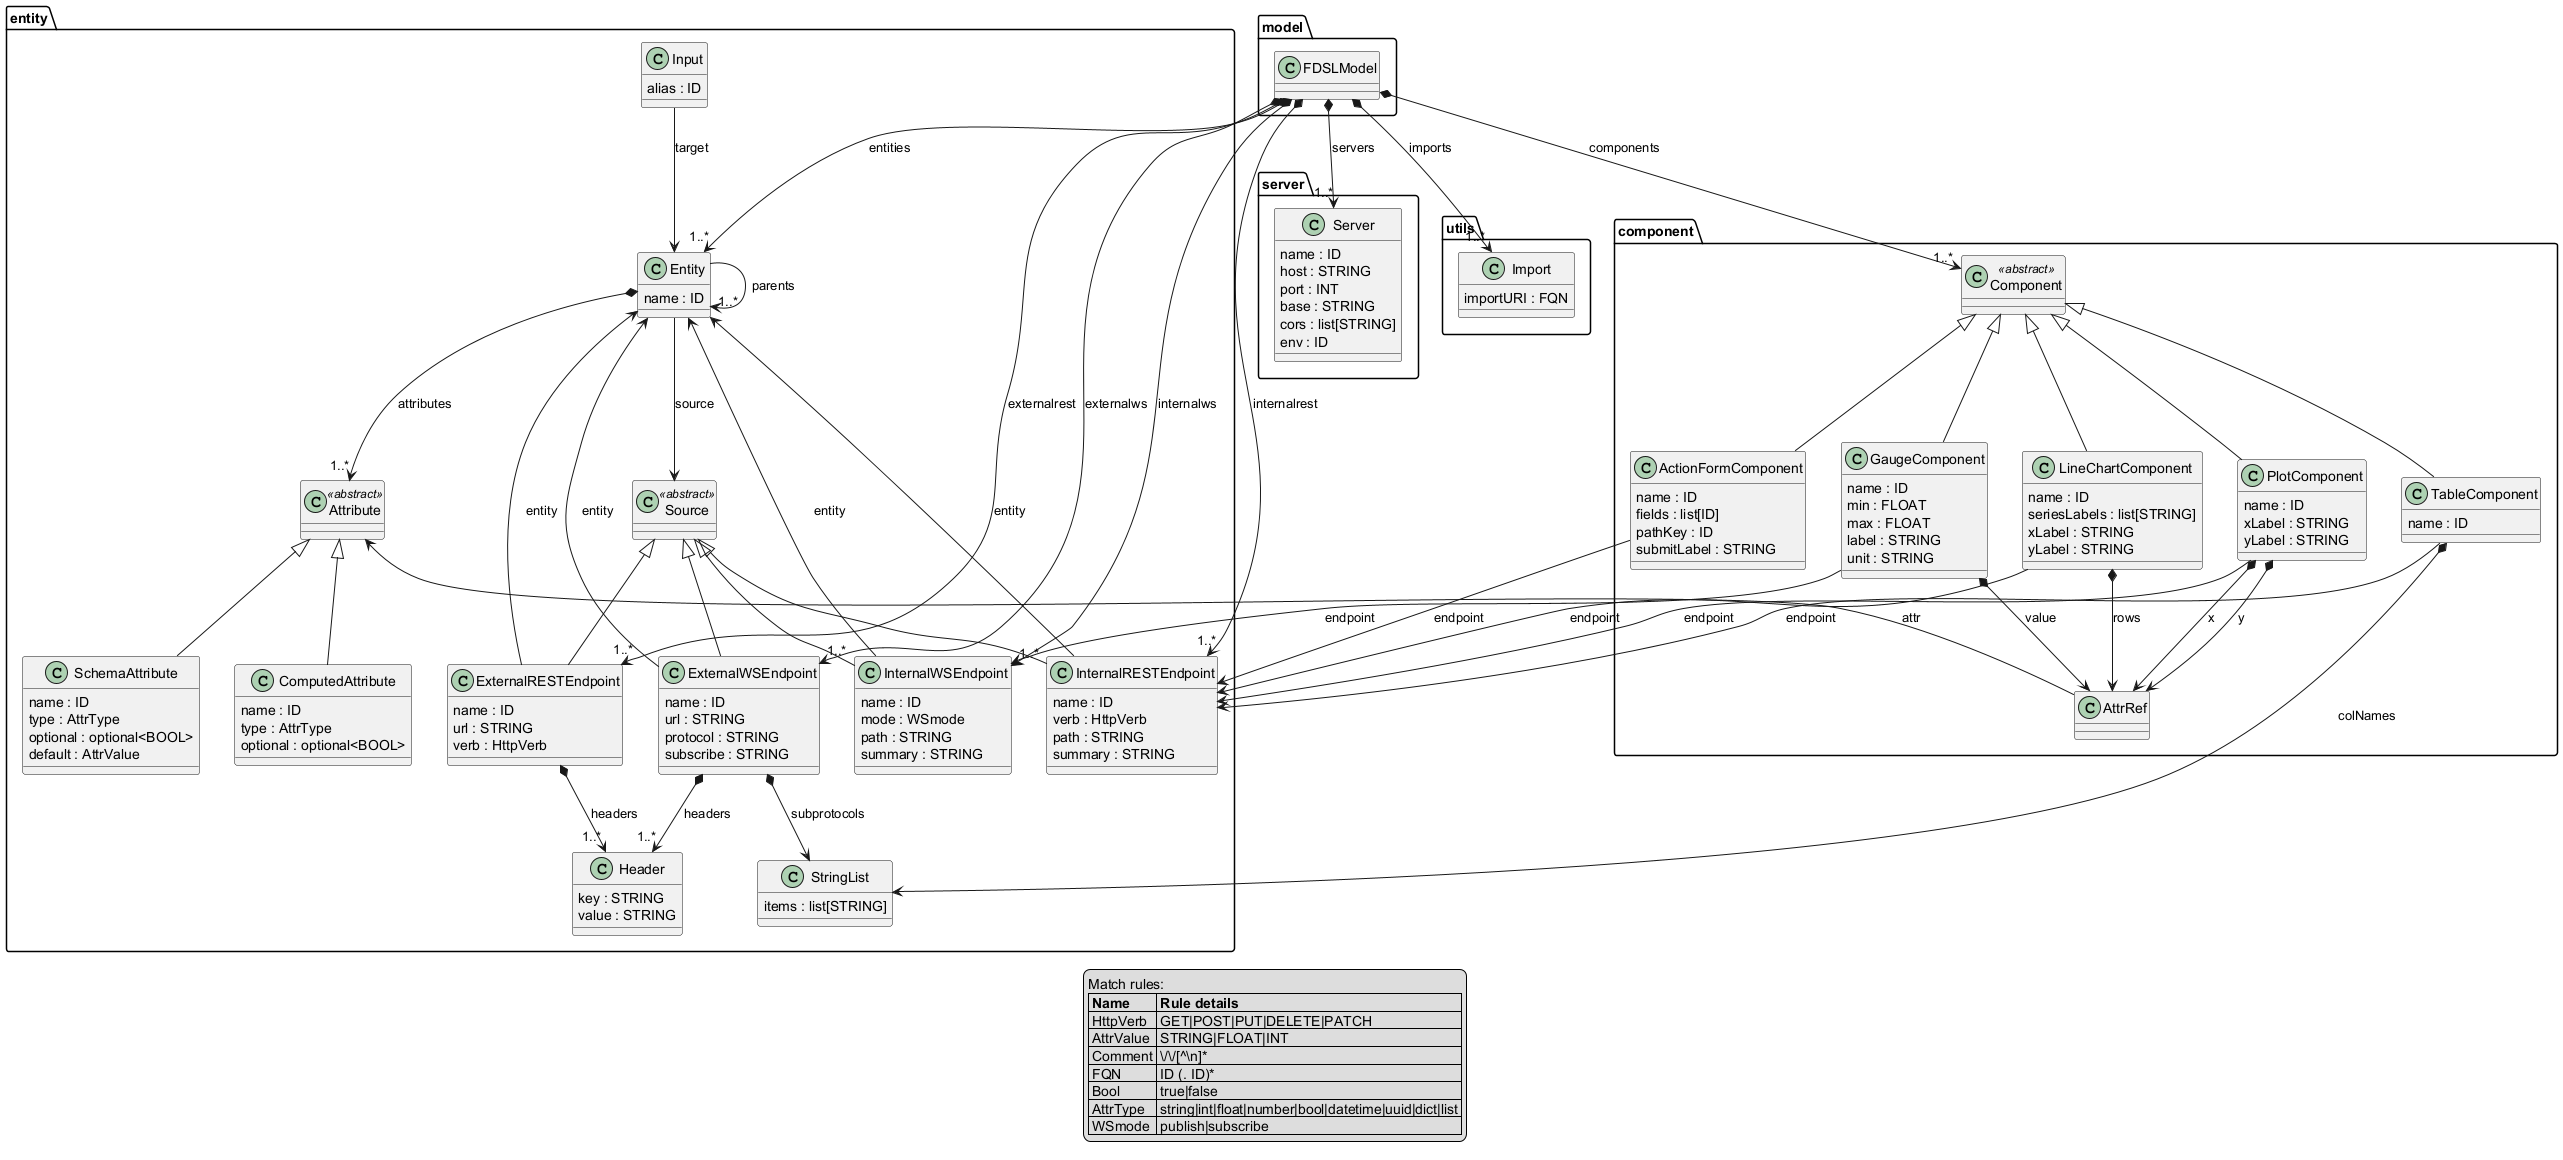 entity
model
C Input
alias : ID
C FDSLModel
target
entities
servers
imports
components
server
1..*
C Server
name : ID
host : STRING
port : INT
base : STRING
cors : list[STRING]
env : ID
utils
1..*
C Import
importURI : FQN
component
1..*
C «abstract»
Component
1..*
C Entity
name : ID
parents
1..*
attributes
source
externalrest
externalws
internalws
internalrest
1..*
C «abstract»
Attribute
entity
entity
C «abstract»
Source
entity
entity
C ActionFormComponent
name : ID
fields : list[ID]
pathKey : ID
submitLabel : STRING
C GaugeComponent
name : ID
min : FLOAT
max : FLOAT
label : STRING
unit : STRING
C LineChartComponent
name : ID
seriesLabels : list[STRING]
xLabel : STRING
yLabel : STRING
C PlotComponent
name : ID
xLabel : STRING
yLabel : STRING
C TableComponent
name : ID
endpoint
endpoint
endpoint
endpoint
endpoint
attr
value
rows
x
y
1..*
1..*
1..*
1..*
C SchemaAttribute
name : ID
type : AttrType
optional : optional<BOOL>
default : AttrValue
C ComputedAttribute
name : ID
type : AttrType
optional : optional<BOOL>
C ExternalRESTEndpoint
name : ID
url : STRING
verb : HttpVerb
C ExternalWSEndpoint
name : ID
url : STRING
protocol : STRING
subscribe : STRING
C InternalWSEndpoint
name : ID
mode : WSmode
path : STRING
summary : STRING
C InternalRESTEndpoint
name : ID
verb : HttpVerb
path : STRING
summary : STRING
C AttrRef
colNames
headers
headers
subprotocols
1..*
1..*
C Header
key : STRING
value : STRING
C StringList
items : list[STRING]
Match rules:
Name Rule details
HttpVerb GET|POST|PUT|DELETE|PATCH
AttrValue STRING|FLOAT|INT
Comment \/\/[^\n]*
FQN ID (. ID)*
Bool true|false
AttrType string|int|float|number|bool|datetime|uuid|dict|list
WSmode publish|subscribe